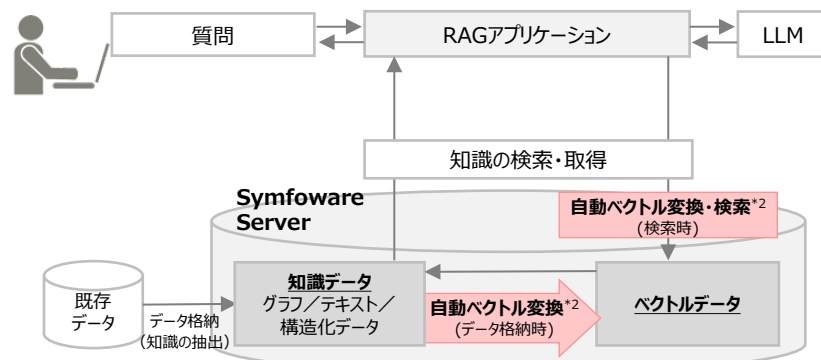 質問
RAGアプリケーション
LLM
知識の検索・取得
Symfoware
Server
自動ベクトル変換・検索*2
(検索時)
既存
データ
データ格納
(知識の抽出)
知識データ
グラフ/テキスト/
構造化データ
自動ベクトル変換*2
(データ格納時)
ベクトルデータ